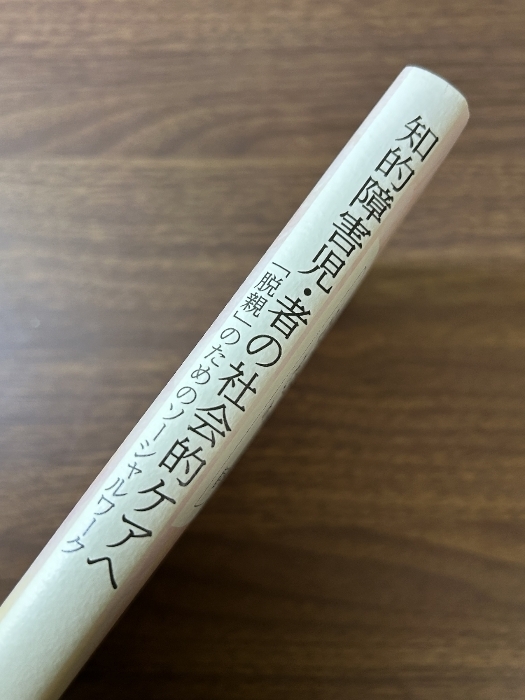 知的障害児・者の社会的ケアへ
「脱親」のためのソーシャルワーク